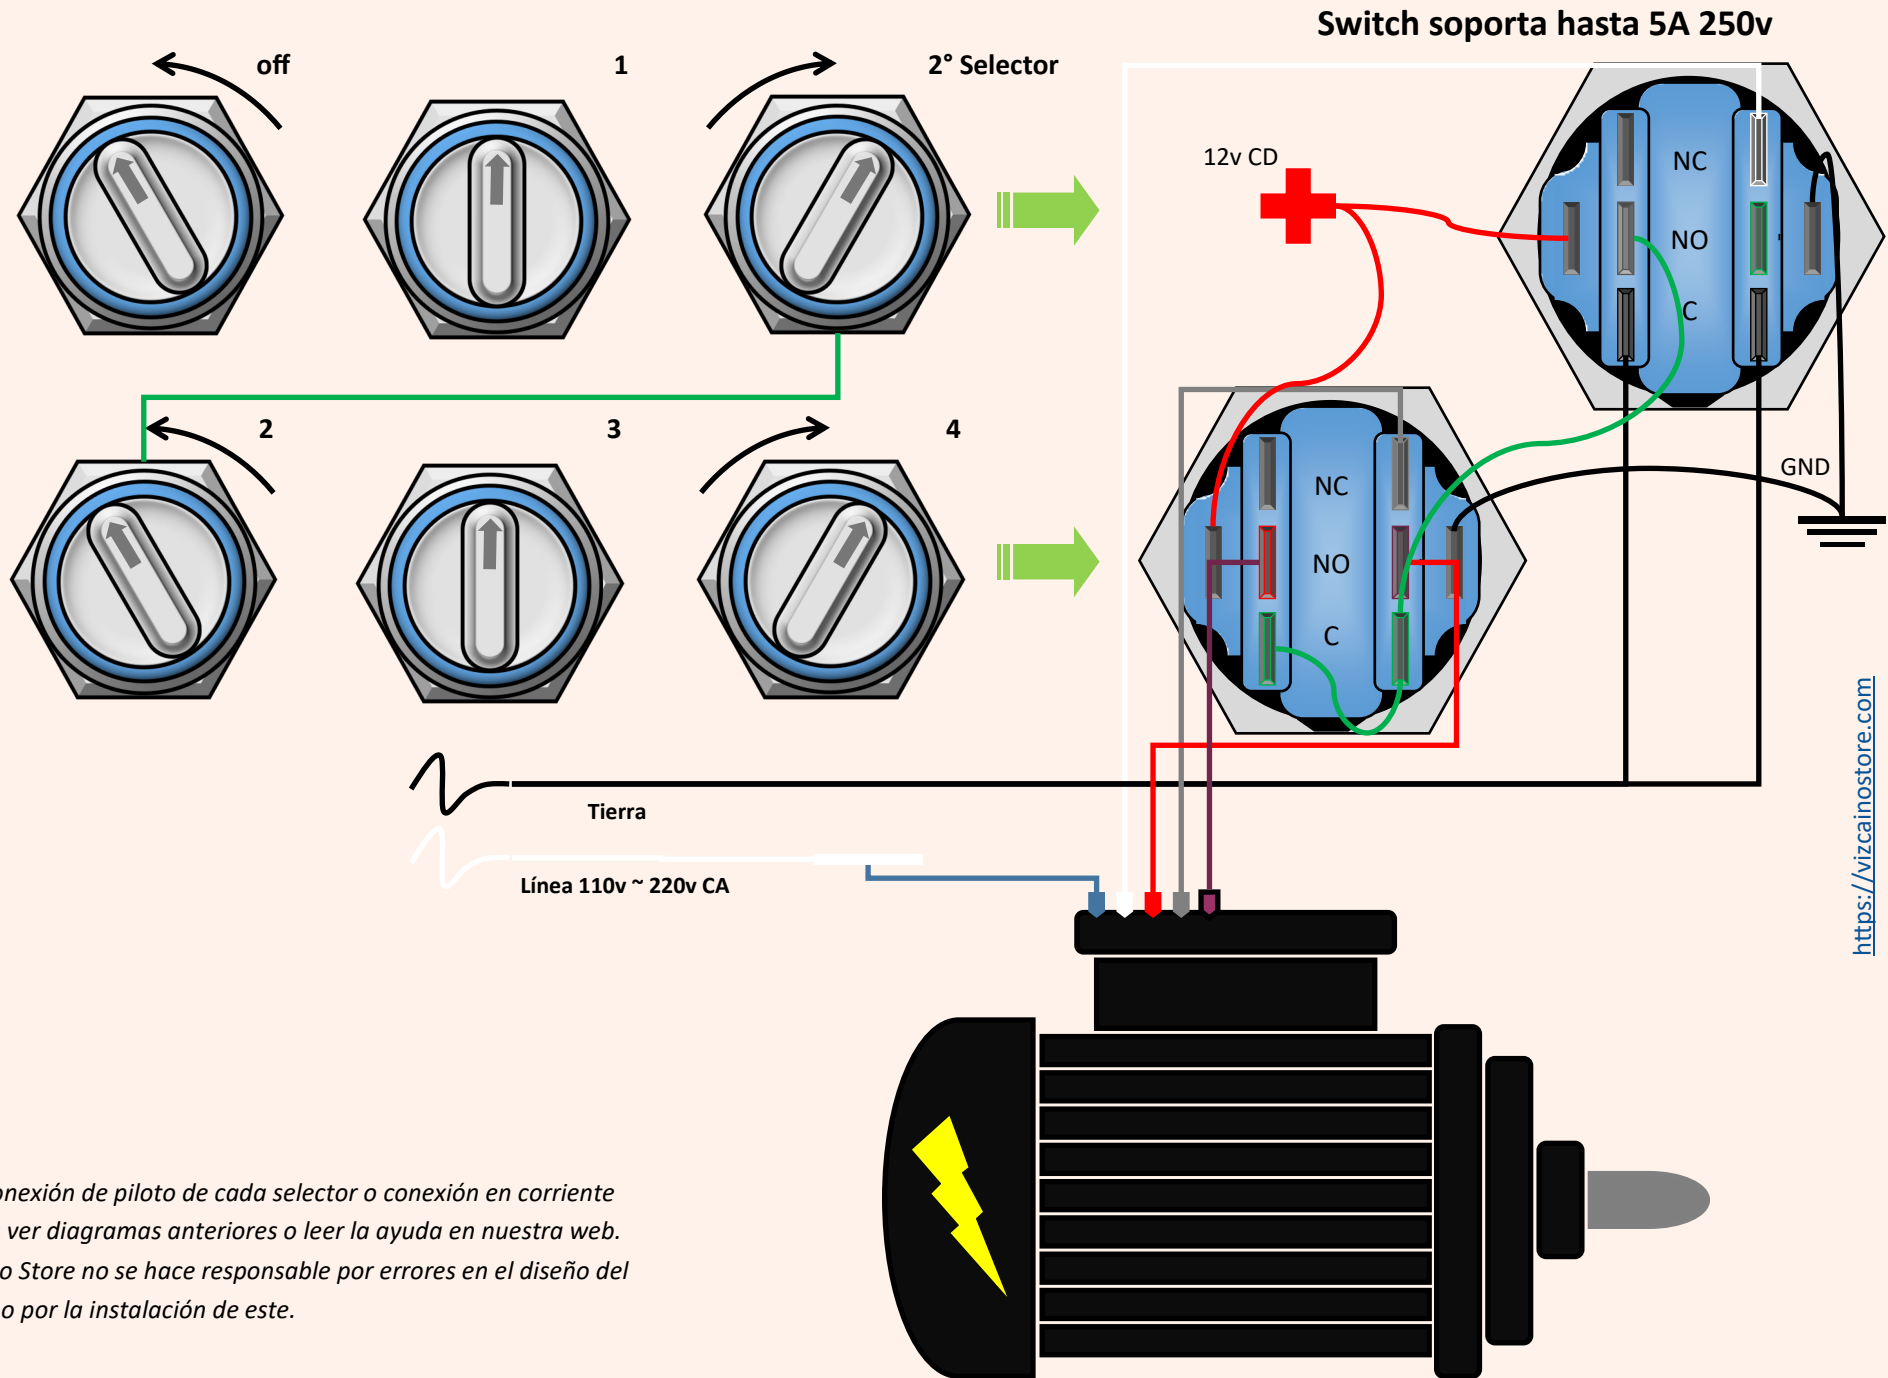 Switch soporta hasta 5A 250v
off
1
2° Selector
12v CD
NC
NO
C
2
3
4
NC
NO
C
GND
Tierra
Línea 110v ~ 220v CA
https://vizcainostore.com
de piloto de cada selector o conexión en corriente
ver diagramas anteriores o leer la ayuda en nuestra web.
Store no se hace responsable por errores en el diseño del
o por la instalación de este.